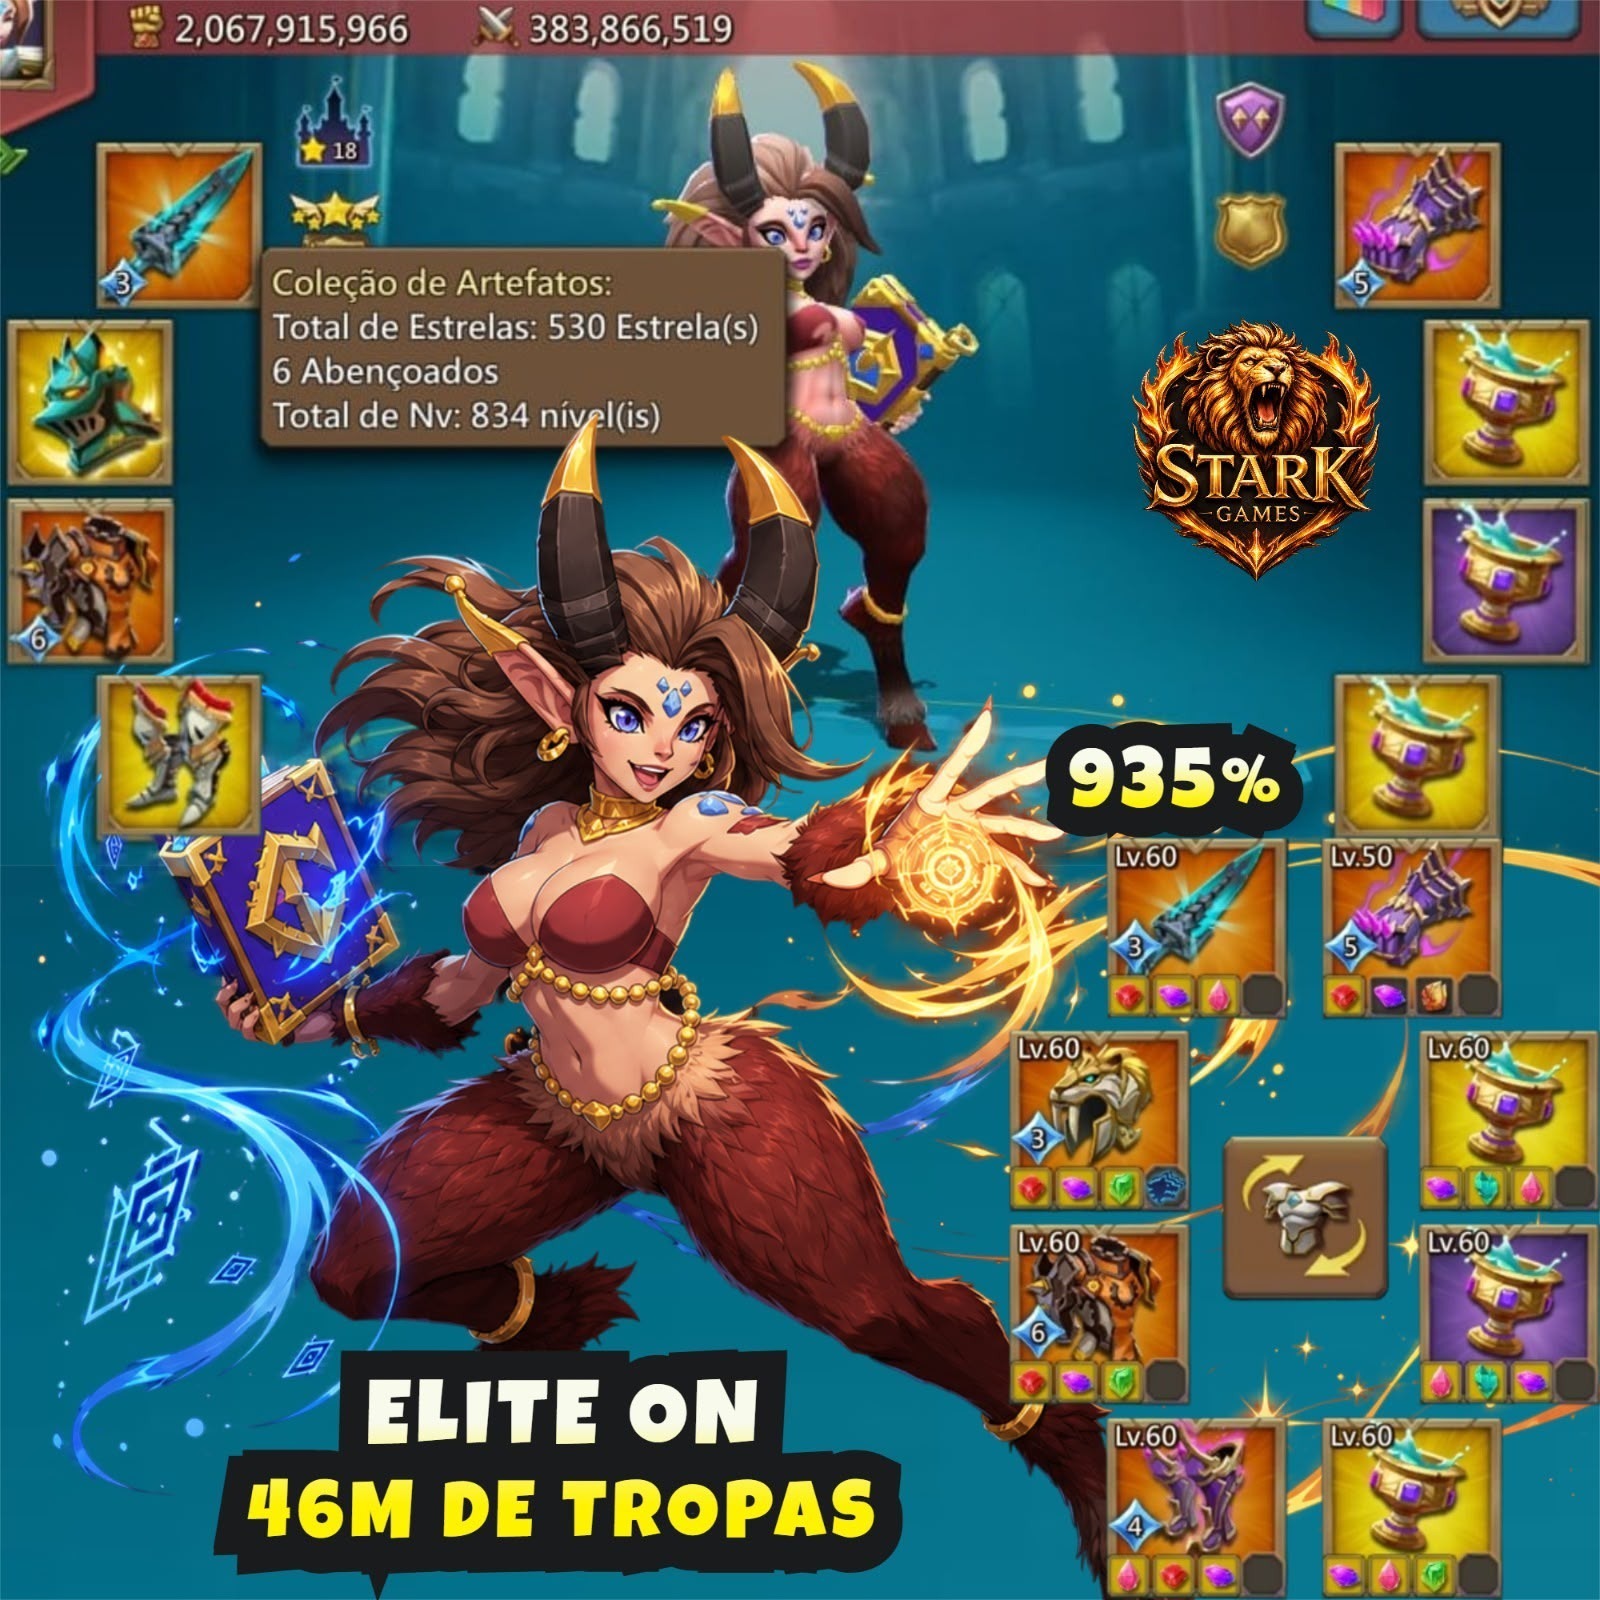 2,067,915,966
383,866,519
18
3
5
Coleção de Artefatos:
Total de Estrelas: 530 Estrela(s)
6 Abençoados
Total de Nv: 834 nível(is)
STARK
GAMES
6
935%
Lv.60
3
Lv.50
5
Lv.60
3
Lv.60
Lv.60
6
Lv.60
Lv.60
4
Lv.60
ELITE ON
46M DE TROPAS